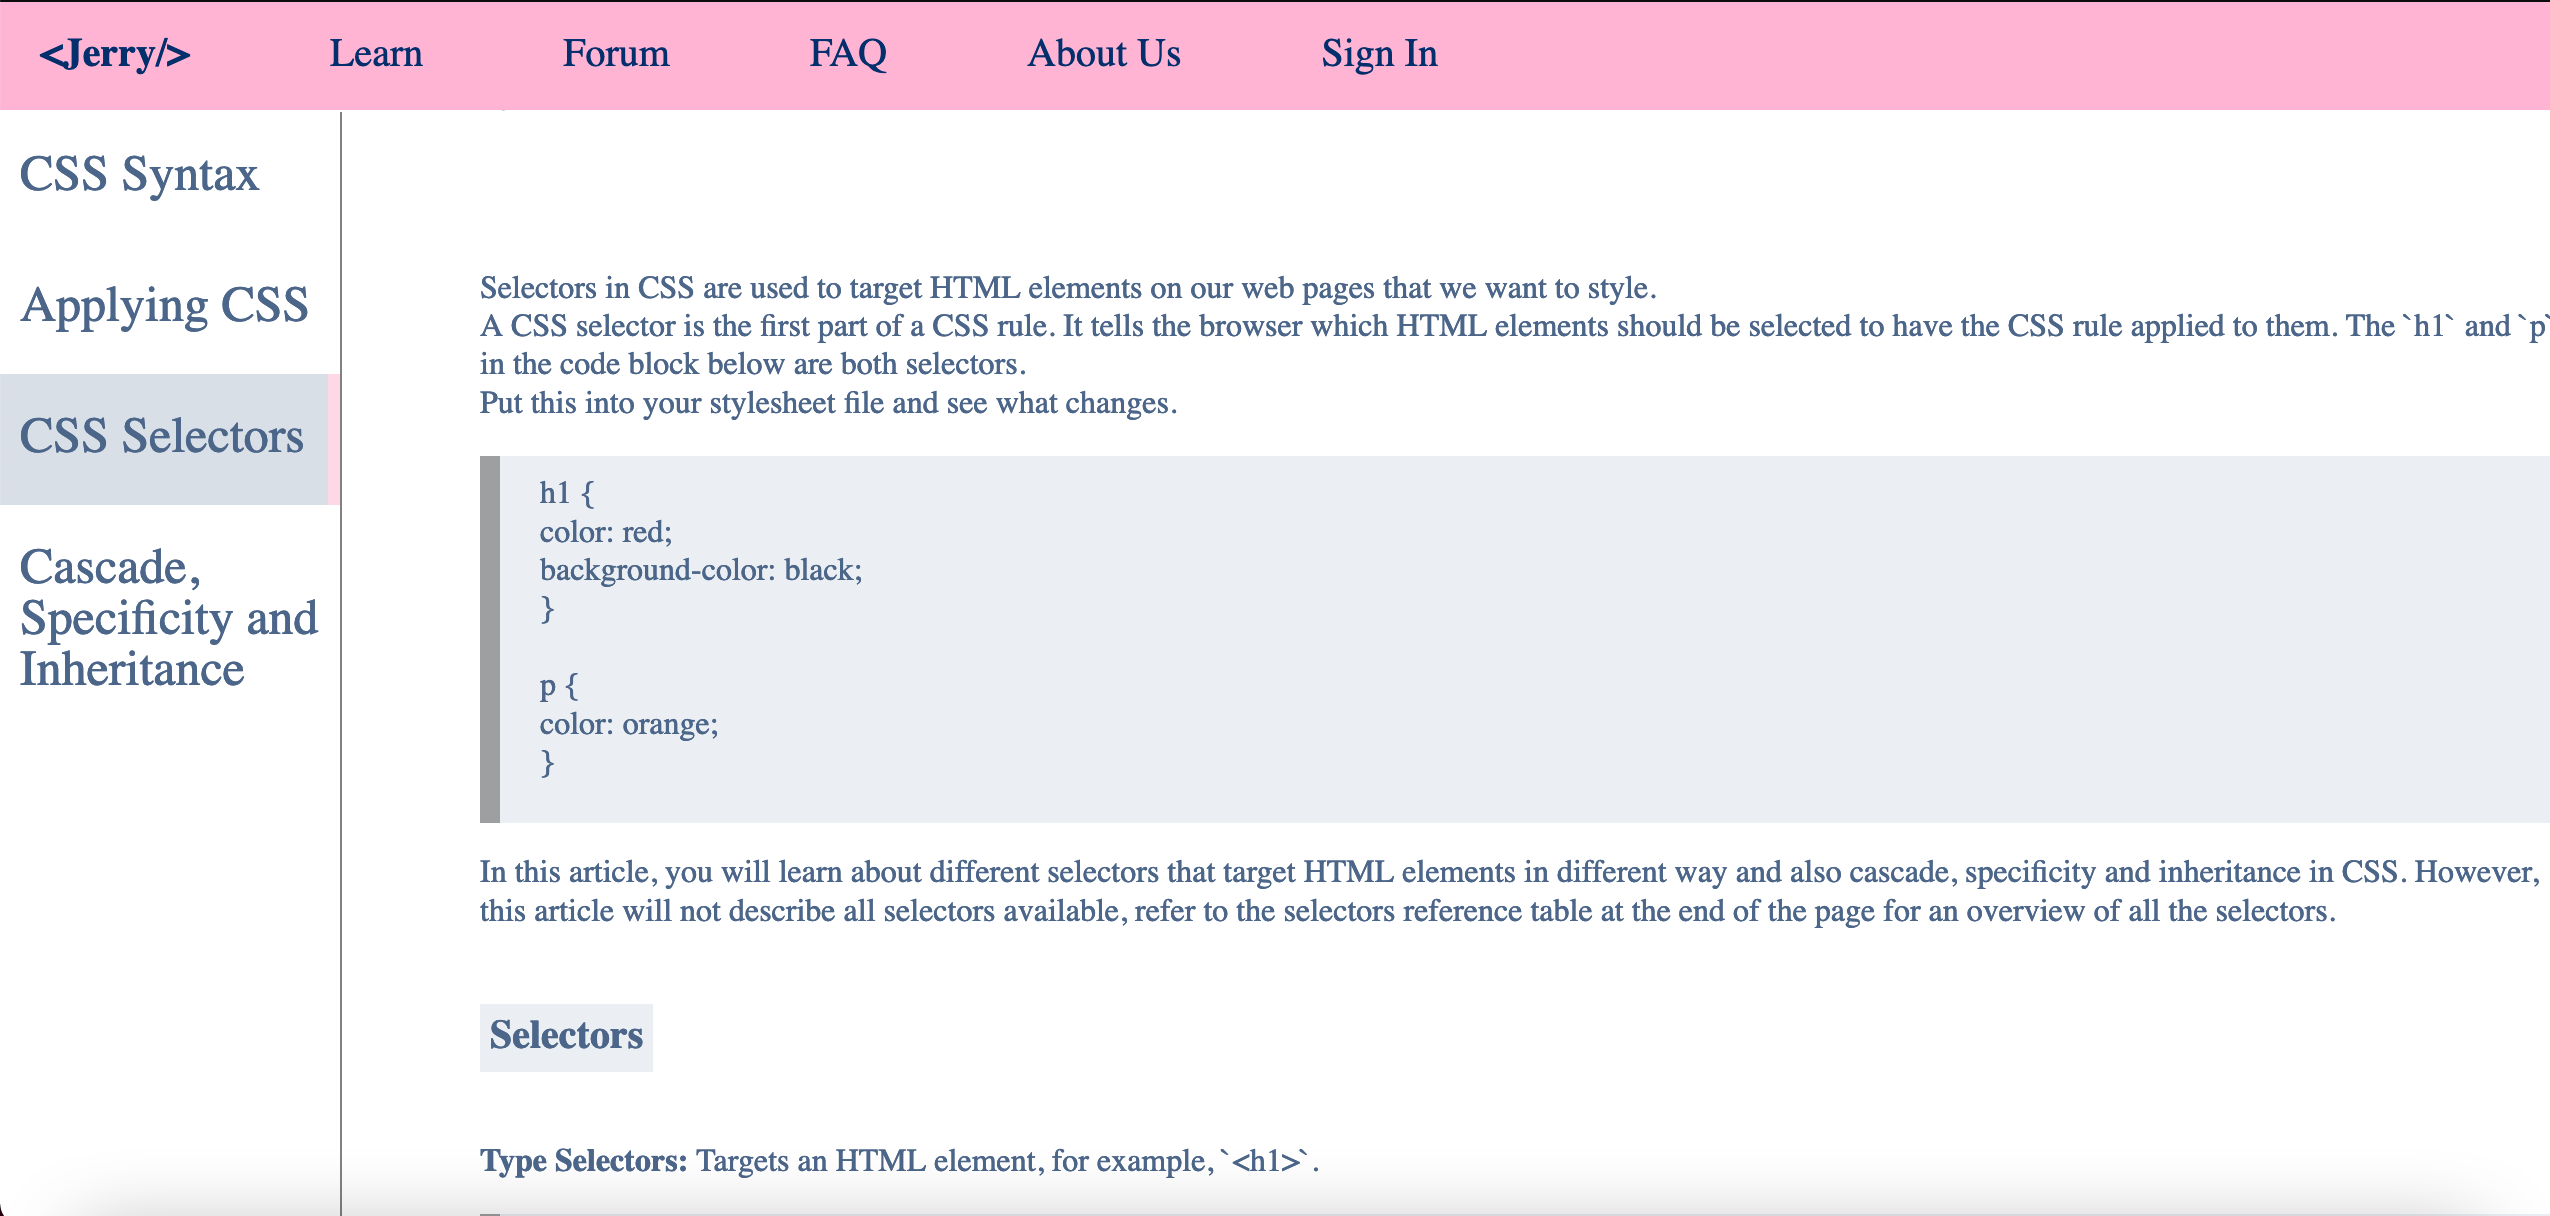 <Jerry/> Learn Forum FAQ About Us Sign In
CSS Syntax
Applying CSS
CSS Selectors
Cascade,
Specificity and
Inheritance
Selectors in CSS are used to target HTML elements on our web pages that we want to style.
A CSS selector is the first part of a CSS rule. It tells the browser which HTML elements should be selected to have the CSS rule applied to them. The `h1` and `p`
in the code block below are both selectors.
Put this into your stylesheet file and see what changes.
h1 {
color: red;
background-color: black;
}
p {
color: orange;
}
In this article, you will learn about different selectors that target HTML elements in different way and also cascade, specificity and inheritance in CSS. However,
this article will not describe all selectors available, refer to the selectors reference table at the end of the page for an overview of all the selectors.
Selectors
Type Selectors: Targets an HTML element, for example, `<h1>`.